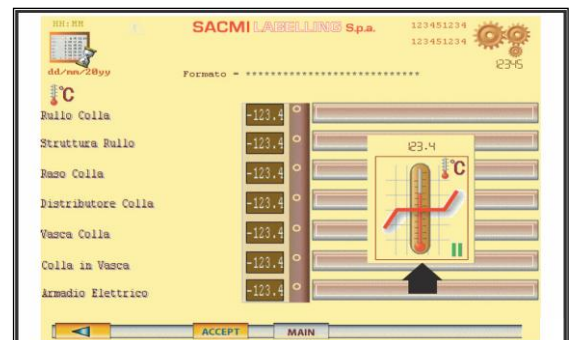 HH:MM
SACMI LABELLING S.p.a.
123451234
123451234
12345
dd/mm/20yy
Formato = ****************************
°C
Rullo Colla
-123.4 °
Struttura Rullo
-123.4 °
123.4
°C
Raso Colla
-123.4 °
Distributore Colla
-123.4 °
Vasca Colla
-123.4 °
Colla in Vasca
-123.4 °
Armadio Elettrico
-123.4 °
ACCEPT
MAIN